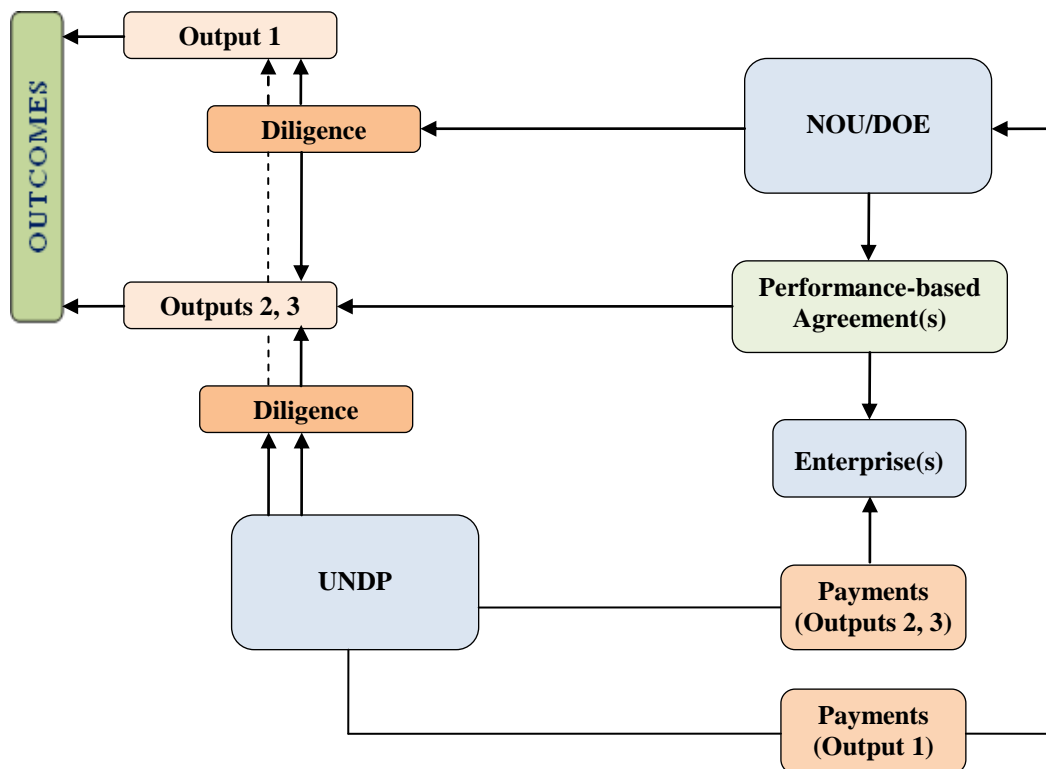 OUTCOMES
Output 1
Diligence
NOU/DOE
Outputs 2, 3
Performance-based
Agreement(s)
Diligence
Enterprise(s)
UNDP
Payments
(Outputs 2, 3)
Payments
(Output 1)